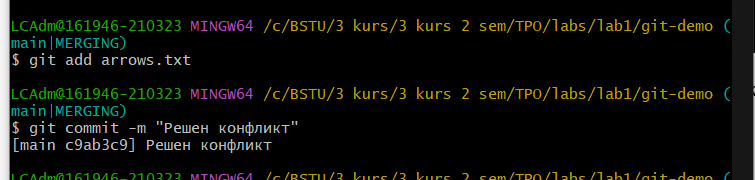 LCAdm@161946-210323 MINGW64 /c/BSTU/3 kurs/3 kurs 2 sem/TPO/labs/lab1/git-demo (
main|MERGING)
$ git add arrows.txt
LCAdm@161946-210323 MINGW64 /c/BSTU/3 kurs/3 kurs 2 sem/TPO/labs/lab1/git-demo (
main|MERGING)
$ git commit -m "Решен конфликт"
[main c9ab3c9] Решен конфликт
LCAdm@161946-210323 MINGW64 /c/BSTU/3 kurs/3 kurs 2 sem/TPO/labs/lab1/git-demo (